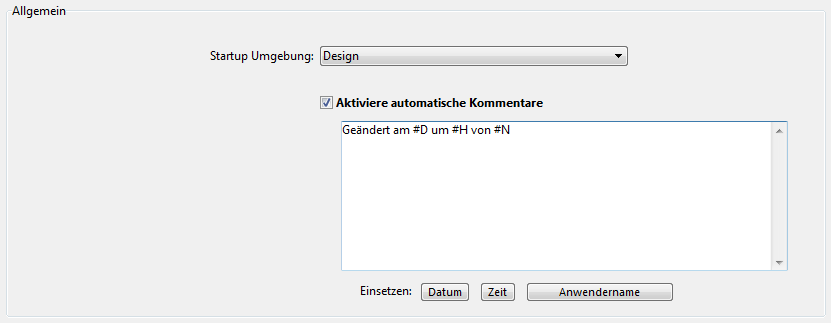 Allgemein
Startup Umgebung: Design
Aktiviere automatische Kommentare
Geändert am #D um #H von #N
Einsetzen: Datum Zeit Anwendername